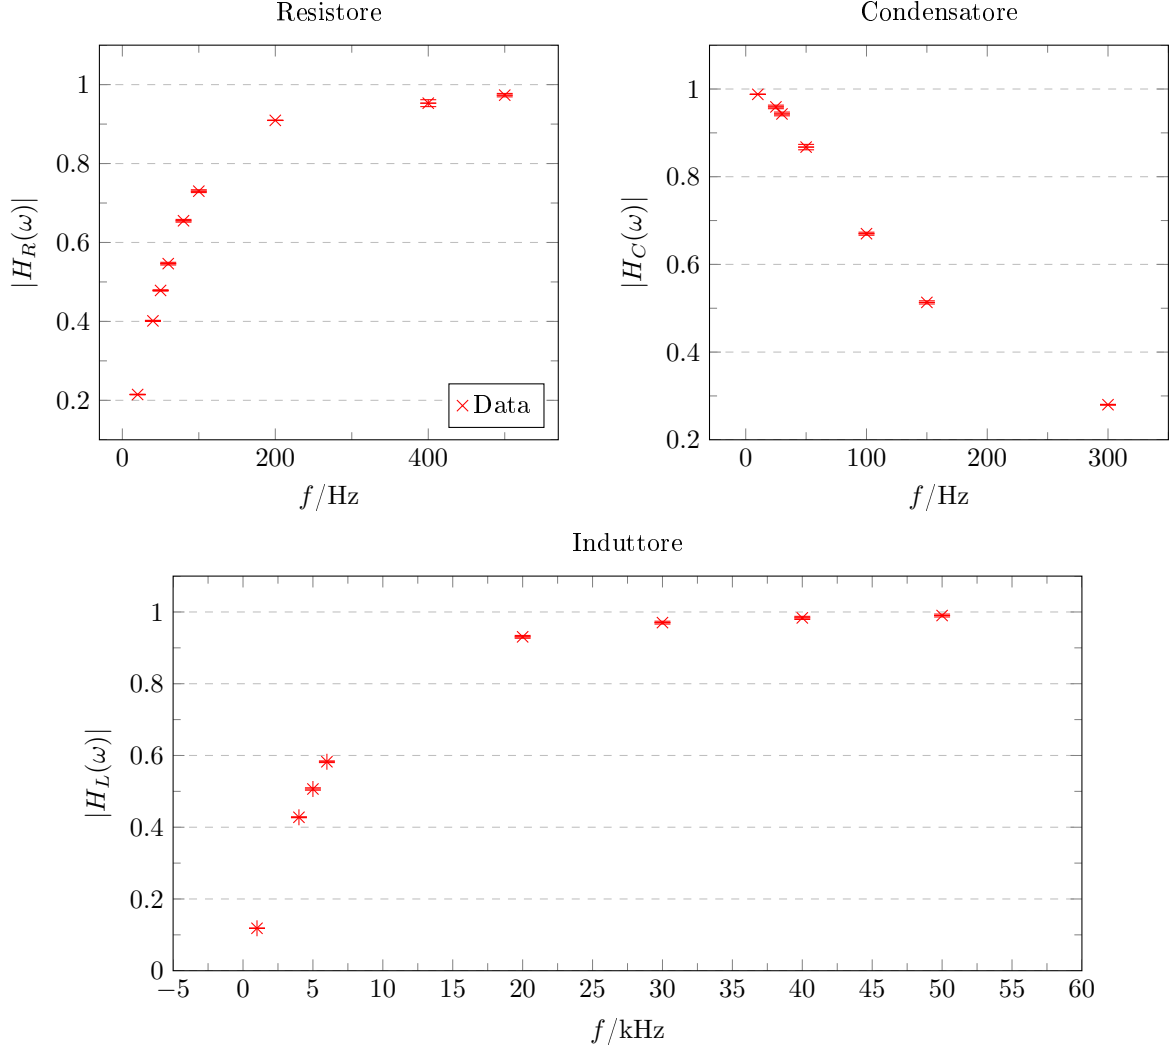 Resistore
|H_R(ω)|
1
0.8
0.6
0.4
0.2
0 200 400
f/Hz
Data
Condensatore
|H_C(ω)|
1
0.8
0.6
0.4
0.2
0 100 200 300
f/Hz
Induttore
|H_L(ω)|
1
0.8
0.6
0.4
0.2
0
−5 0 5 10 15 20 25 30 35 40 45 50 55 60
f/kHz